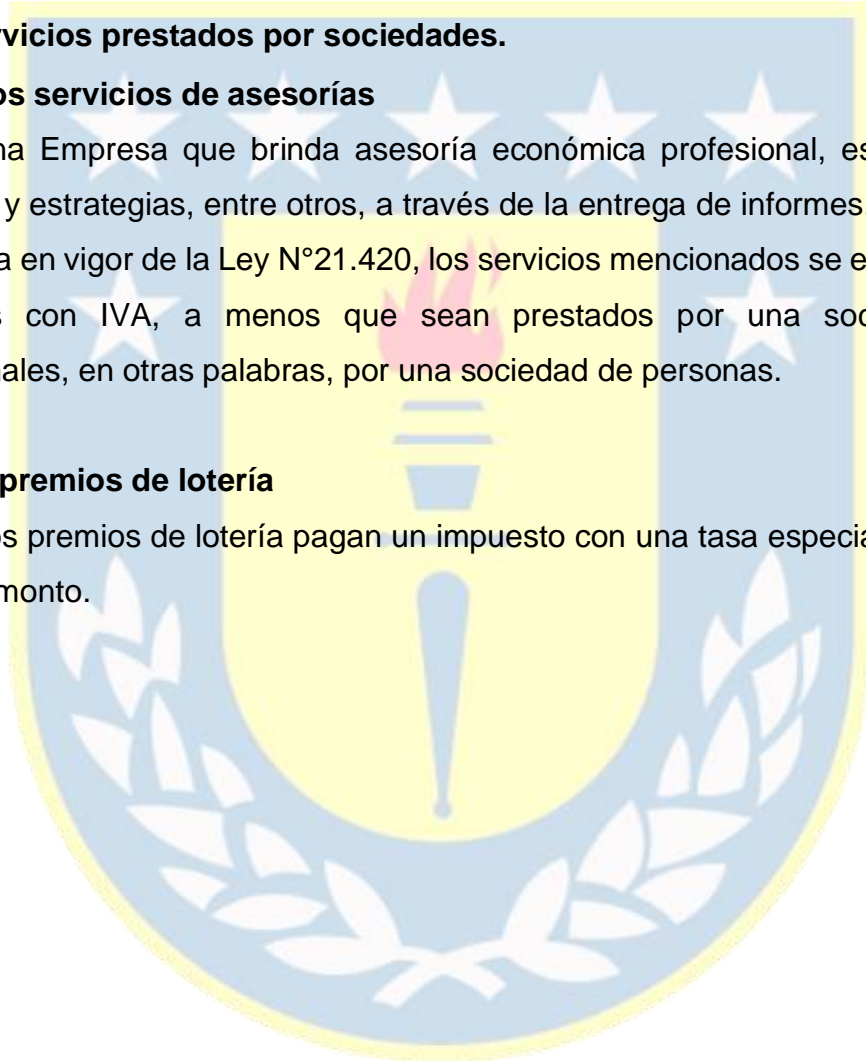 vicios prestados por sociedades.
os servicios de asesorías
na Empresa que brinda asesoría económica profesional, es
y estrategias, entre otros, a través de la entrega de informes
a en vigor de la Ley N°21.420, los servicios mencionados se e
s con IVA, a menos que sean prestados por una soc
nales, en otras palabras, por una sociedad de personas.
premios de lotería
os premios de lotería pagan un impuesto con una tasa especia
monto.